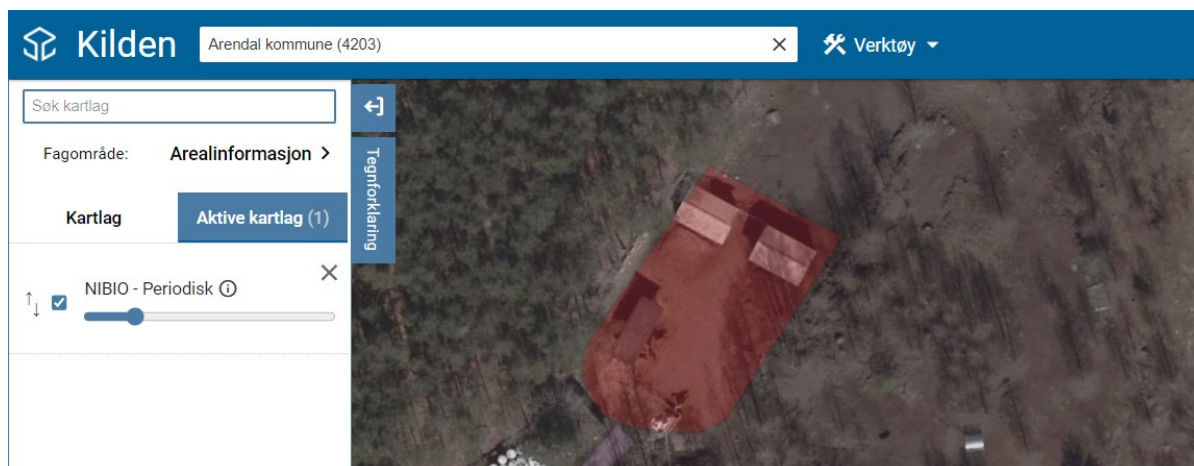 Kilden
Arendal kommune (4203)
Verktøy
Søk kartlag
Fagområde: Arealinformasjon
Kartlag
Aktive kartlag (1)
NIBIO - Periodisk
Tegnforklaring